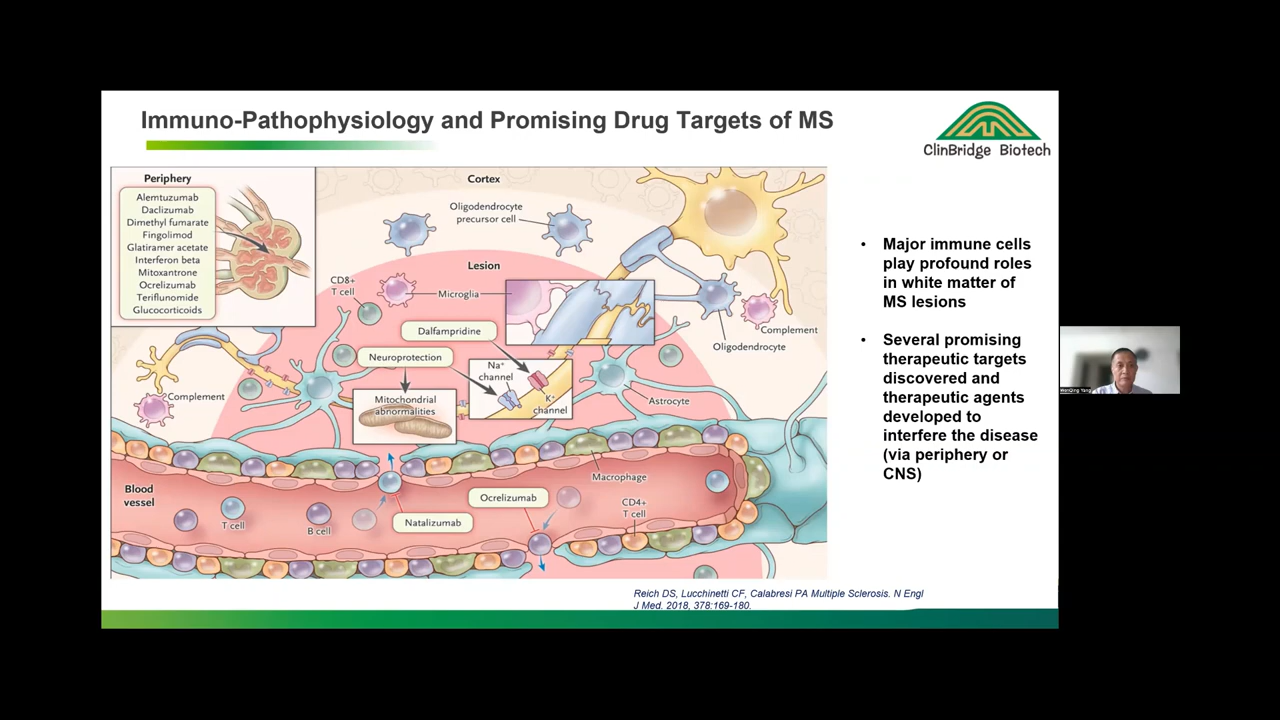 Immuno-Pathophysiology and Promising Drug Targets of MS
ClinBridge Biotech
Periphery
Alemtuzumab
Daclizumab
Dimethyl fumarate
Fingolimod
Glatiramer acetate
Interferon beta
Mitoxantrone
Ocrelizumab
Teriflunomide
Glucocorticoids
Cortex
Oligodendrocyte
precursor cell
Lesion
CD8+
T cell
Microglia
Dalfampridine
Neuroprotection
Na+
channel
K+
channel
Mitochondrial
abnormalities
Complement
Oligodendrocyte
Complement
Astrocyte
Macrophage
Blood
vessel
T cell
B cell
Natalizumab
Ocrelizumab
CD4+
T cell
• Major immune cells
play profound roles
in white matter of
MS lesions
• Several promising
therapeutic targets
discovered and
therapeutic agents
developed to
interfere the disease
(via periphery or
CNS)
Reich DS, Lucchinetti CF, Calabresi PA Multiple Sclerosis. N Engl
J Med. 2018, 378:169-180.